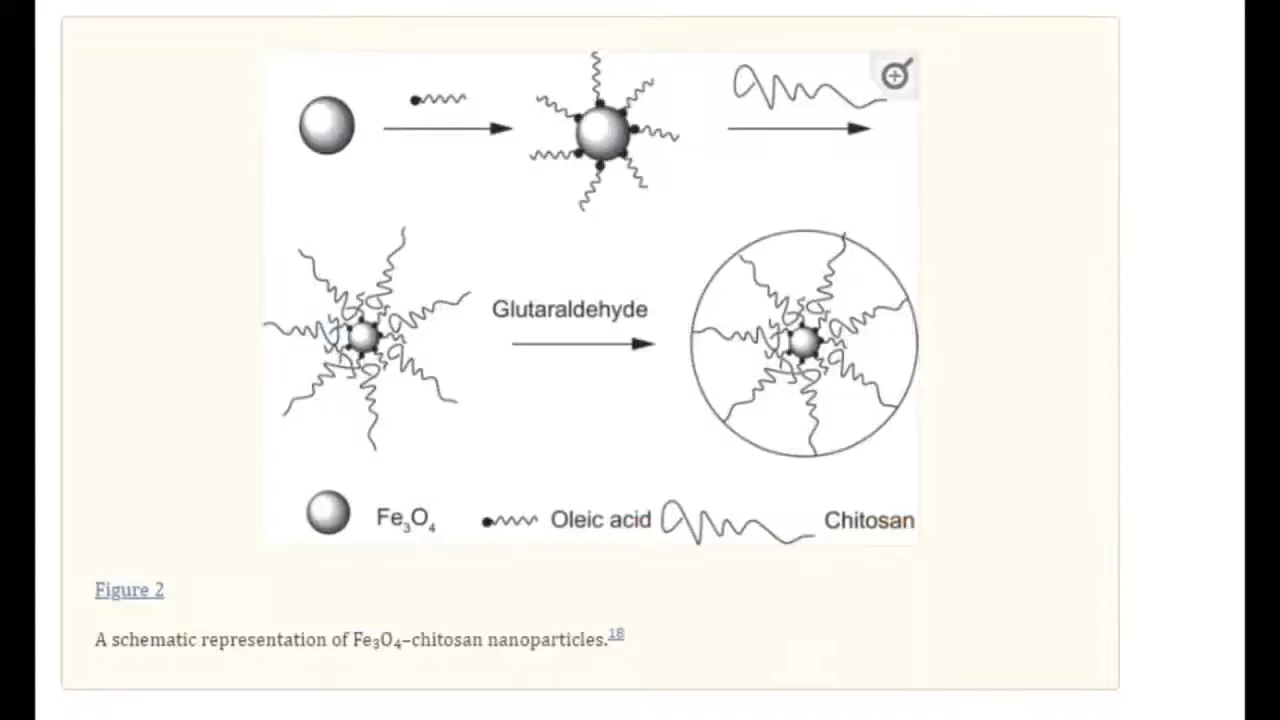 Glutaraldehyde
Fe₃O₄ Oleic acid Chitosan
Figure 2
A schematic representation of Fe₃O₄–chitosan nanoparticles.¹⁸